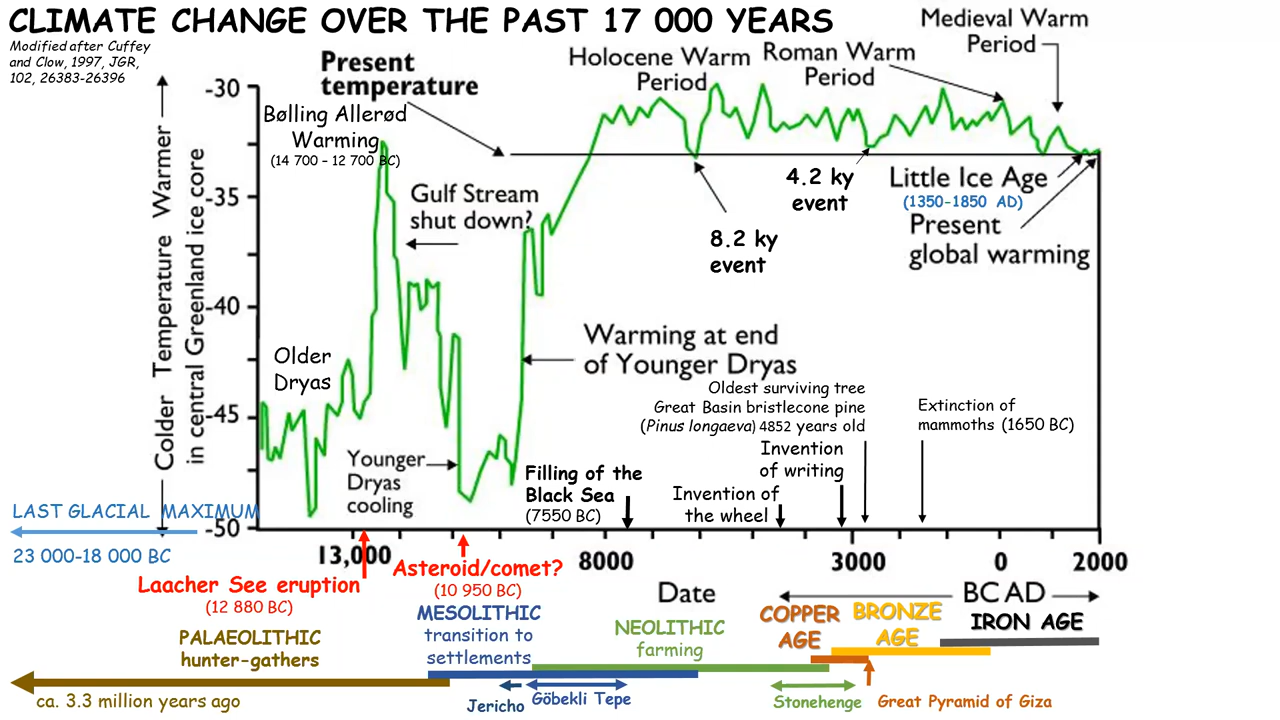 CLIMATE CHANGE OVER THE PAST 17 000 YEARS
Modified after Cuffey
and Clow, 1997, JGR,
102, 26383-26396
Medieval Warm
Period
Roman Warm
Period
Holocene Warm
Period
Present
temperature
Bølling Allerød
Warming
(14 700 – 12 700 BC)
Gulf Stream
shut down?
4.2 ky
event
8.2 ky
event
Little Ice Age
(1350-1850 AD)
Present
global warming
Colder Temperature Warmer
in central Greenland ice core
-30
-35
-40
-45
-50
Older
Dryas
Warming at end
of Younger Dryas
Oldest surviving tree
Great Basin bristlecone pine
(Pinus longaeva) 4852 years old
Extinction of
mammoths (1650 BC)
Invention
of writing
Invention of
the wheel
Younger
Dryas
cooling
Filling of the
Black Sea
(7550 BC)
LAST GLACIAL MAXIMUM
23 000-18 000 BC
13,000
8000
3000
0
2000
Laacher See eruption
(12 880 BC)
Asteroid/comet?
(10 950 BC)
Date
BC AD
PALAEOLITHIC
hunter-gathers
MESOLITHIC
transition to
settlements
NEOLITHIC
farming
COPPER
AGE
BRONZE
AGE
IRON AGE
ca. 3.3 million years ago
Jericho
Göbekli Tepe
Stonehenge
Great Pyramid of Giza